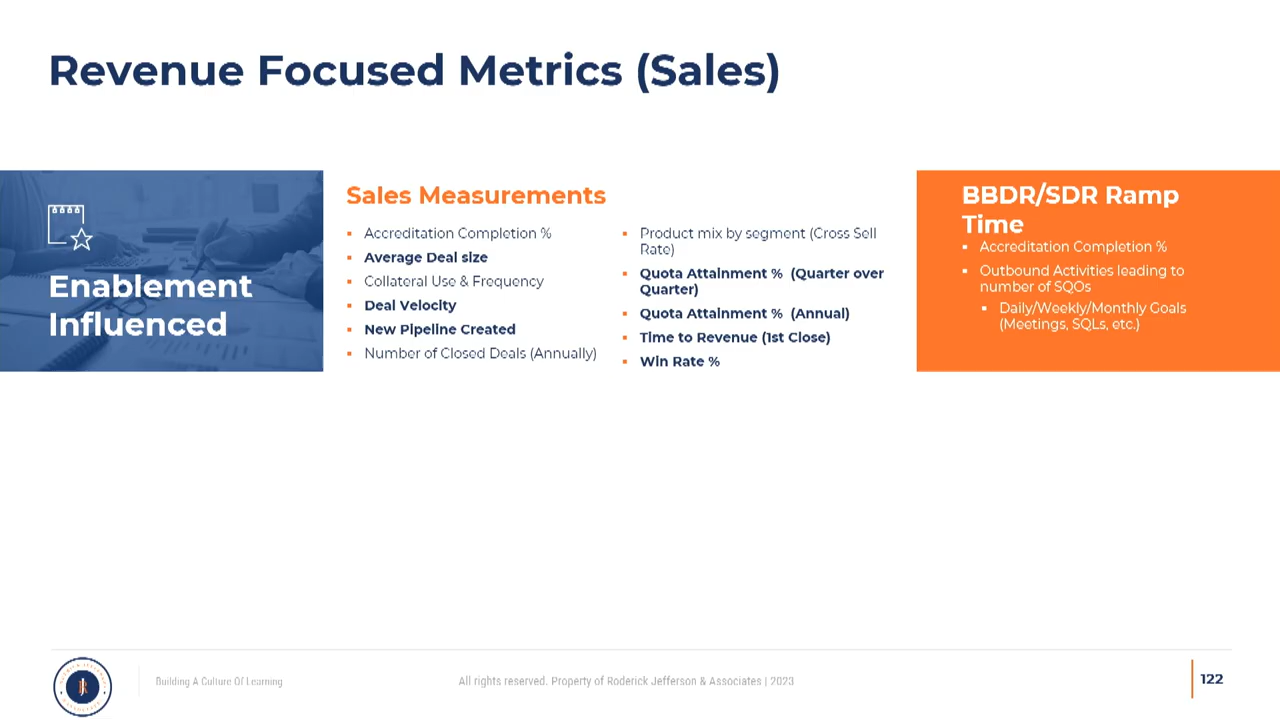 Revenue Focused Metrics (Sales)
Enablement
Influenced
Sales Measurements
Accreditation Completion %
Average Deal size
Collateral Use & Frequency
Deal Velocity
New Pipeline Created
Number of Closed Deals (Annually)
Product mix by segment (Cross Sell
Rate)
Quota Attainment % (Quarter over
Quarter)
Quota Attainment % (Annual)
Time to Revenue (1st Close)
Win Rate %
BBDR/SDR Ramp
Time
Accreditation Completion %
Outbound Activities leading to
number of SQOs
Daily/Weekly/Monthly Goals
(Meetings, SQLs, etc.)
Building A Culture Of Learning
All rights reserved. Property of Roderick Jefferson & Associates | 2023
122